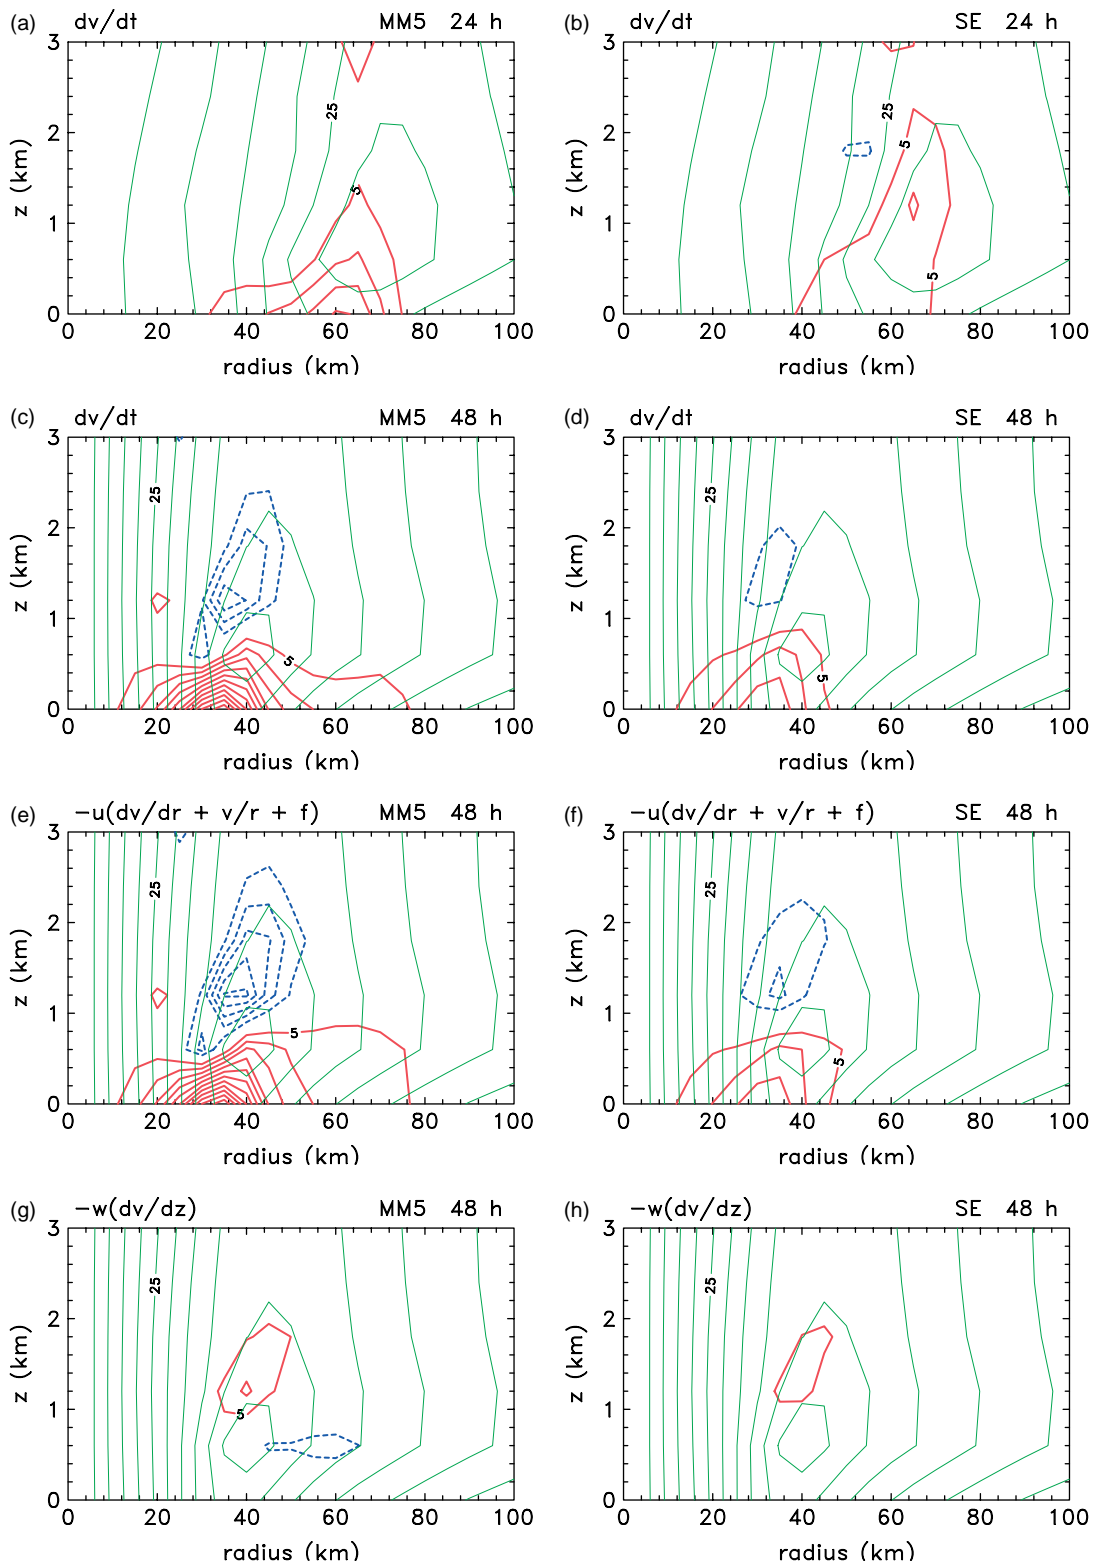 (a) dv/dt MM5 24 h
(b) dv/dt SE 24 h
3
2
1
0
z (km)
25
5
0 20 40 60 80 100
radius (km)
3
2
1
0
z (km)
25
5
5
0 20 40 60 80 100
radius (km)
(c) dv/dt MM5 48 h
(d) dv/dt SE 48 h
3
2
1
0
z (km)
25
5
0 20 40 60 80 100
radius (km)
3
2
1
0
z (km)
25
5
0 20 40 60 80 100
radius (km)
(e) -u(dv/dr + v/r + f) MM5 48 h
(f) -u(dv/dr + v/r + f) SE 48 h
3
2
1
0
z (km)
25
5
0 20 40 60 80 100
radius (km)
3
2
1
0
z (km)
25
5
0 20 40 60 80 100
radius (km)
(g) -w(dv/dz) MM5 48 h
(h) -w(dv/dz) SE 48 h
3
2
1
0
z (km)
25
5
0 20 40 60 80 100
radius (km)
3
2
1
0
z (km)
25
0 20 40 60 80 100
radius (km)